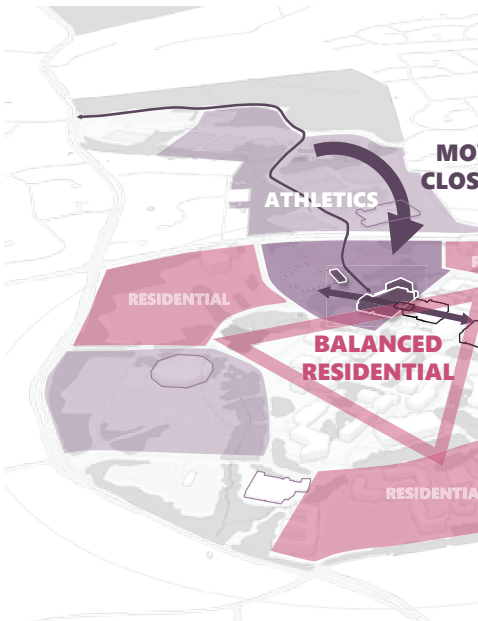 MO
CLOS
ATHLETICS
R
RESIDENTIAL
BALANCED
RESIDENTIAL
RESIDENTIA